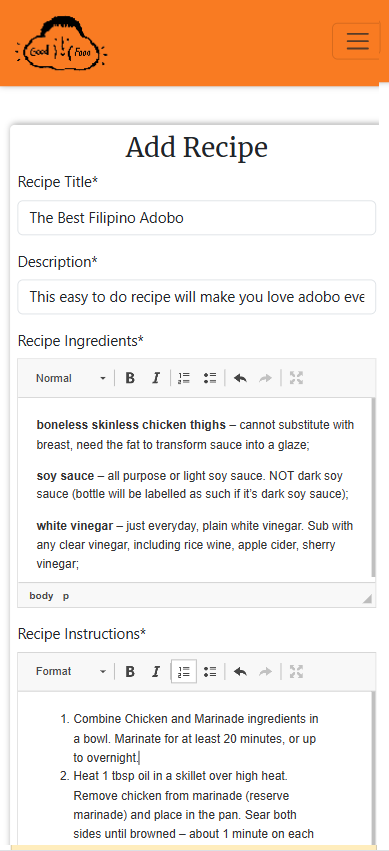 Good Food
Add Recipe
Recipe Title*
The Best Filipino Adobo
Description*
This easy to do recipe will make you love adobo eve
Recipe Ingredients*
Normal B I
boneless skinless chicken thighs – cannot substitute with
breast, need the fat to transform sauce into a glaze;
soy sauce – all purpose or light soy sauce. NOT dark soy
sauce (bottle will be labelled as such if it's dark soy sauce);
white vinegar – just everyday, plain white vinegar. Sub with
any clear vinegar, including rice wine, apple cider, sherry
vinegar;
body p
Recipe Instructions*
Format B I
1. Combine Chicken and Marinade ingredients in
a bowl. Marinate for at least 20 minutes, or up
to overnight.
2. Heat 1 tbsp oil in a skillet over high heat.
Remove chicken from marinade (reserve
marinade) and place in the pan. Sear both
sides until browned – about 1 minute on each